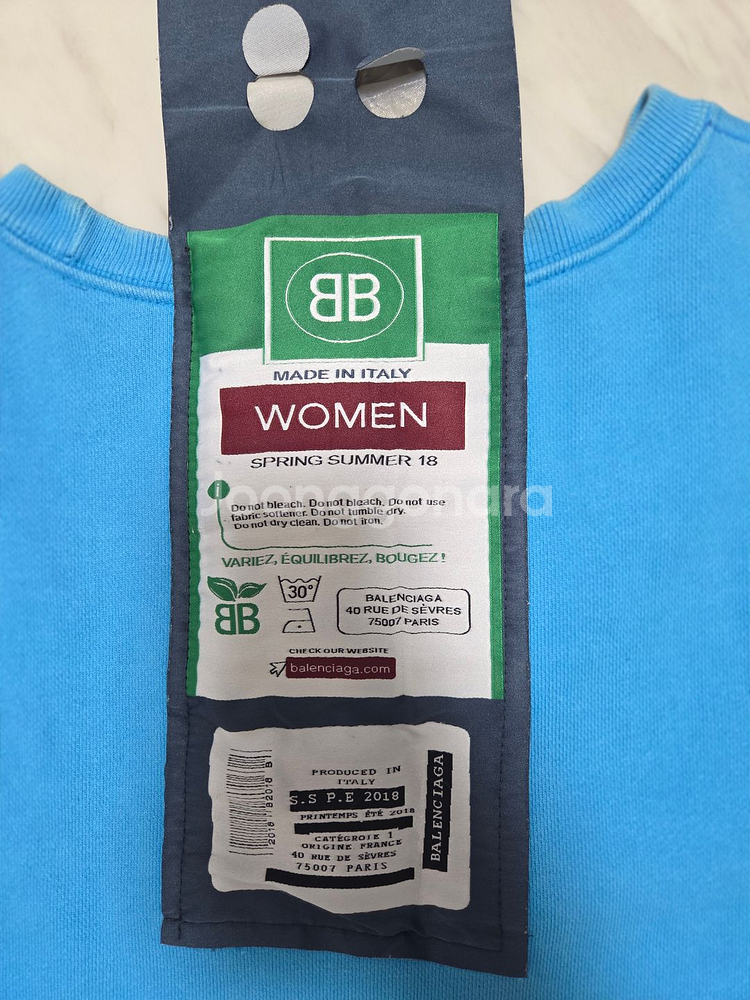 BB
MADE IN ITALY
WOMEN
SPRING SUMMER 18
i
Do not bleach. Do not bleach. Do not use
fabric softener. Do not tumble dry.
Do not dry clean. Do not iron.
joonggonara
VARIEZ, ÉQUILIBREZ, BOUGEZ!
BB
30°
BALENCIAGA
40 RUE DE SÈVRES
75007 PARIS
CHECK OUR WEBSITE
balenciaga.com
PRODUCED IN
ITALY
S.S P.E 2018
PRINTEMPS ÉTÉ 2018
CATÉGROIE 1
ORIGINE FRANCE
40 RUE DE SÈVRES
75007 PARIS
BALENCIAGA